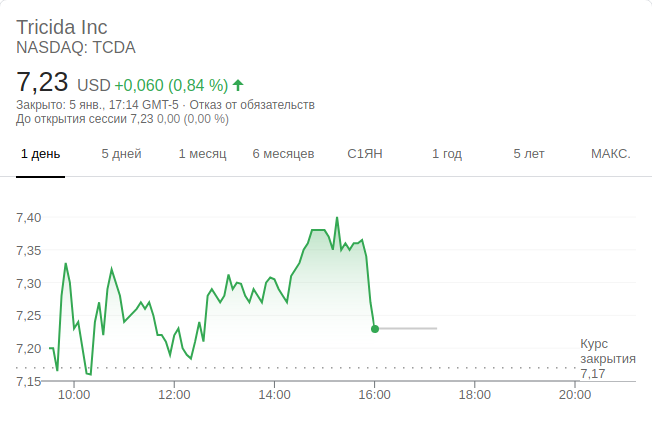 Tricida Inc
NASDAQ: TCDA
7,23 USD +0,060 (0,84 %)
Закрыто: 5 янв., 17:14 GMT-5 · Отказ от обязательств
До открытия сессии 7,23 0,00 (0,00 %)
1 день 5 дней 1 месяц 6 месяцев С1ЯН 1 год 5 лет МАКС.
7,40
7,35
7,30
7,25
7,20
7,15
Курс
закрытия
7,17
10:00 12:00 14:00 16:00 18:00 20:00